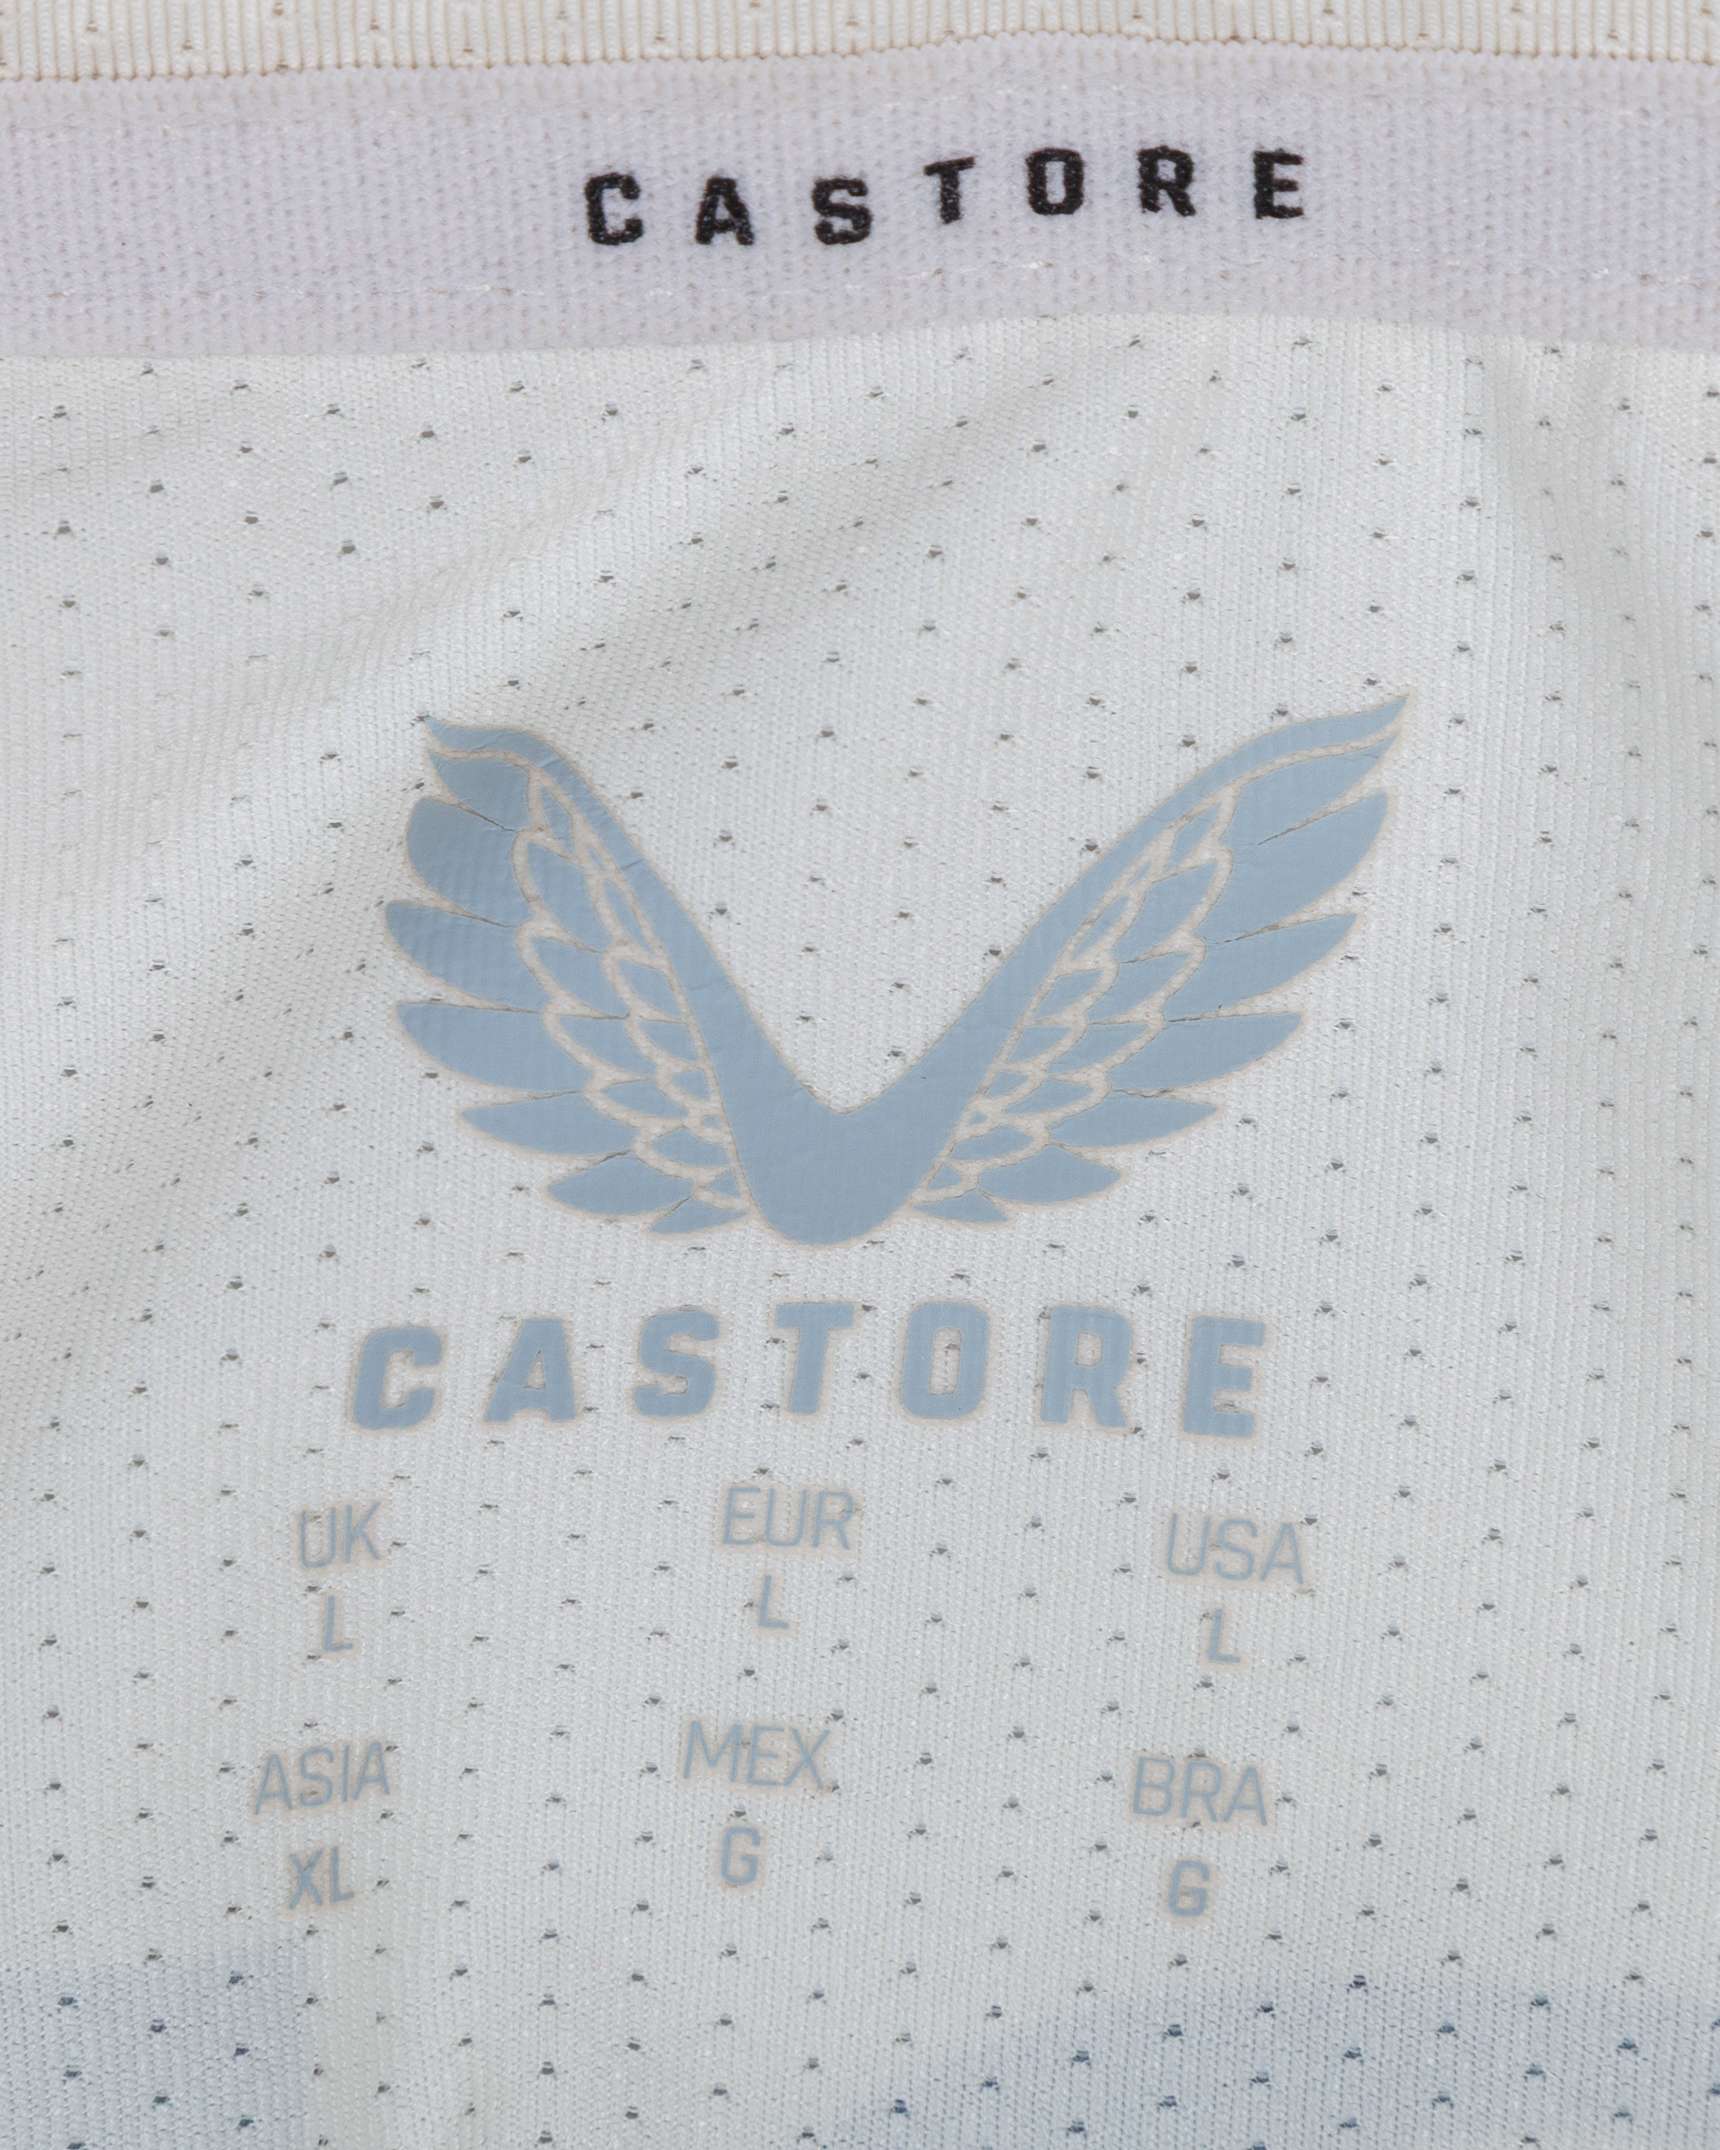 CASTORE
CASTORE
UK EUR USA
L L L
ASIA MEX BRA
XL G G